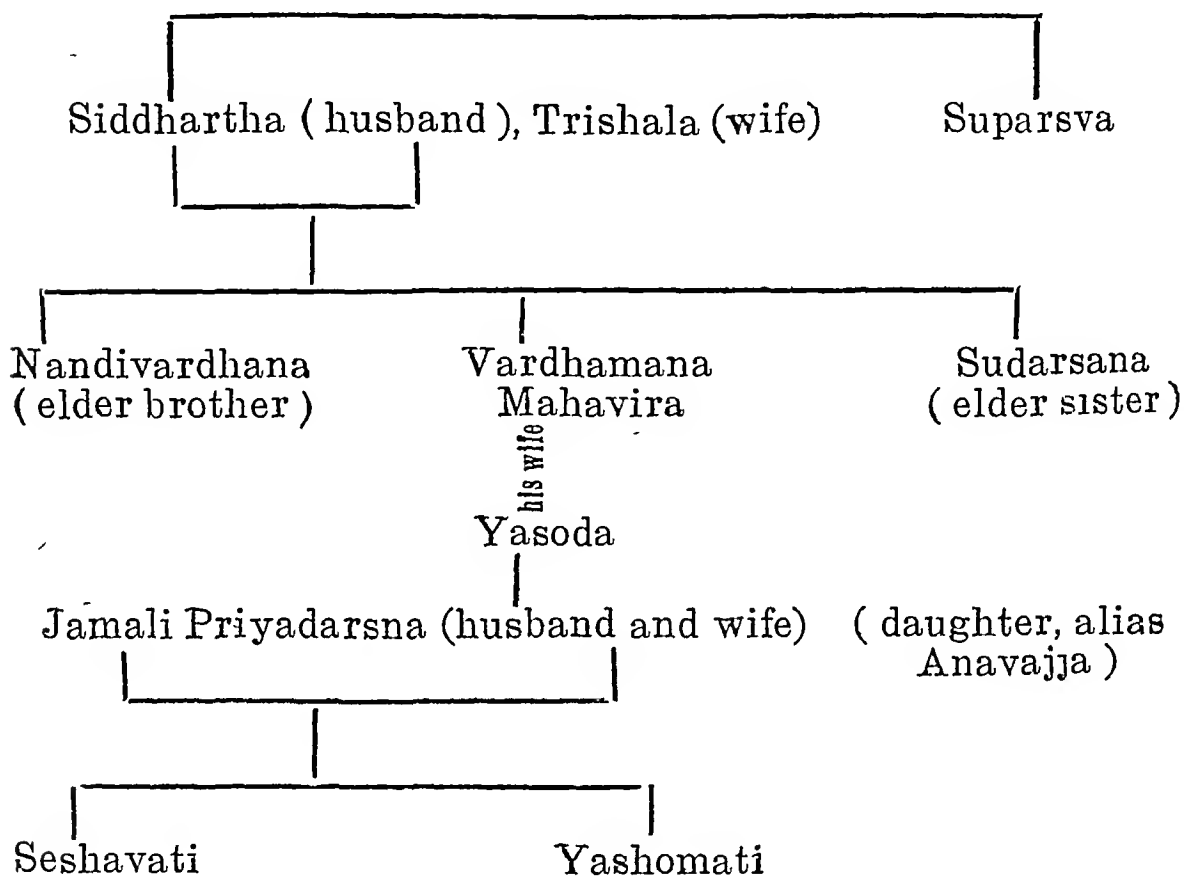 Siddhartha ( husband ), Trishala (wife) Suparsva
Nandivardhana Vardhamana Sudarsana
( elder brother ) Mahavira ( elder sister )
his wife
Yasoda
Jamali Priyadarsna (husband and wife) ( daughter, alias
Anavajja )
Seshavati Yashomati